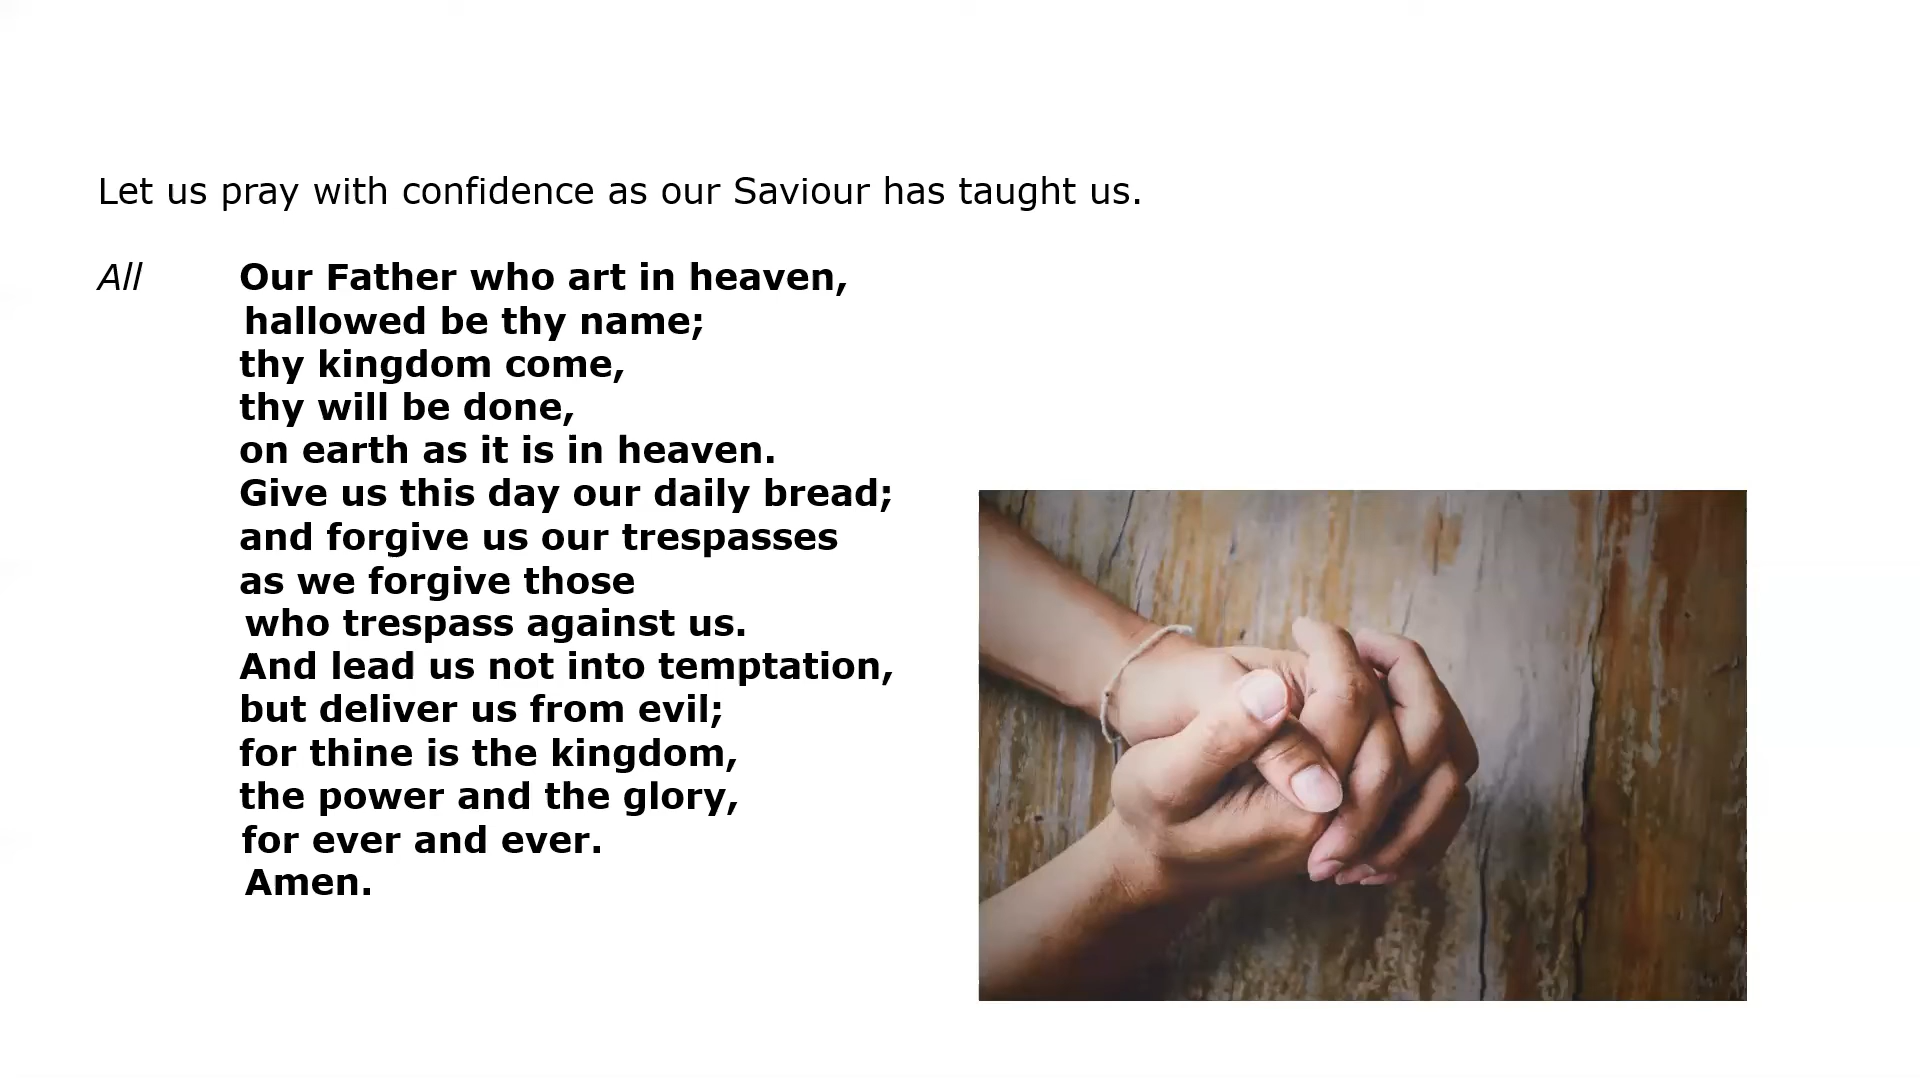 Let us pray with confidence as our Saviour has taught us.
All Our Father who art in heaven,
hallowed be thy name;
thy kingdom come,
thy will be done,
on earth as it is in heaven.
Give us this day our daily bread;
and forgive us our trespasses
as we forgive those
who trespass against us.
And lead us not into temptation,
but deliver us from evil;
for thine is the kingdom,
the power and the glory,
for ever and ever.
Amen.